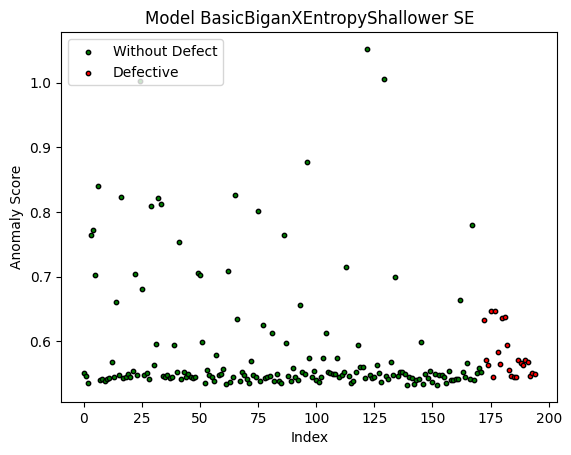 Model BasicBiganXEntropyShallower SE
Without Defect
Defective
1.0
0.9
0.8
0.7
0.6
Anomaly Score
0 25 50 75 100 125 150 175 200
Index